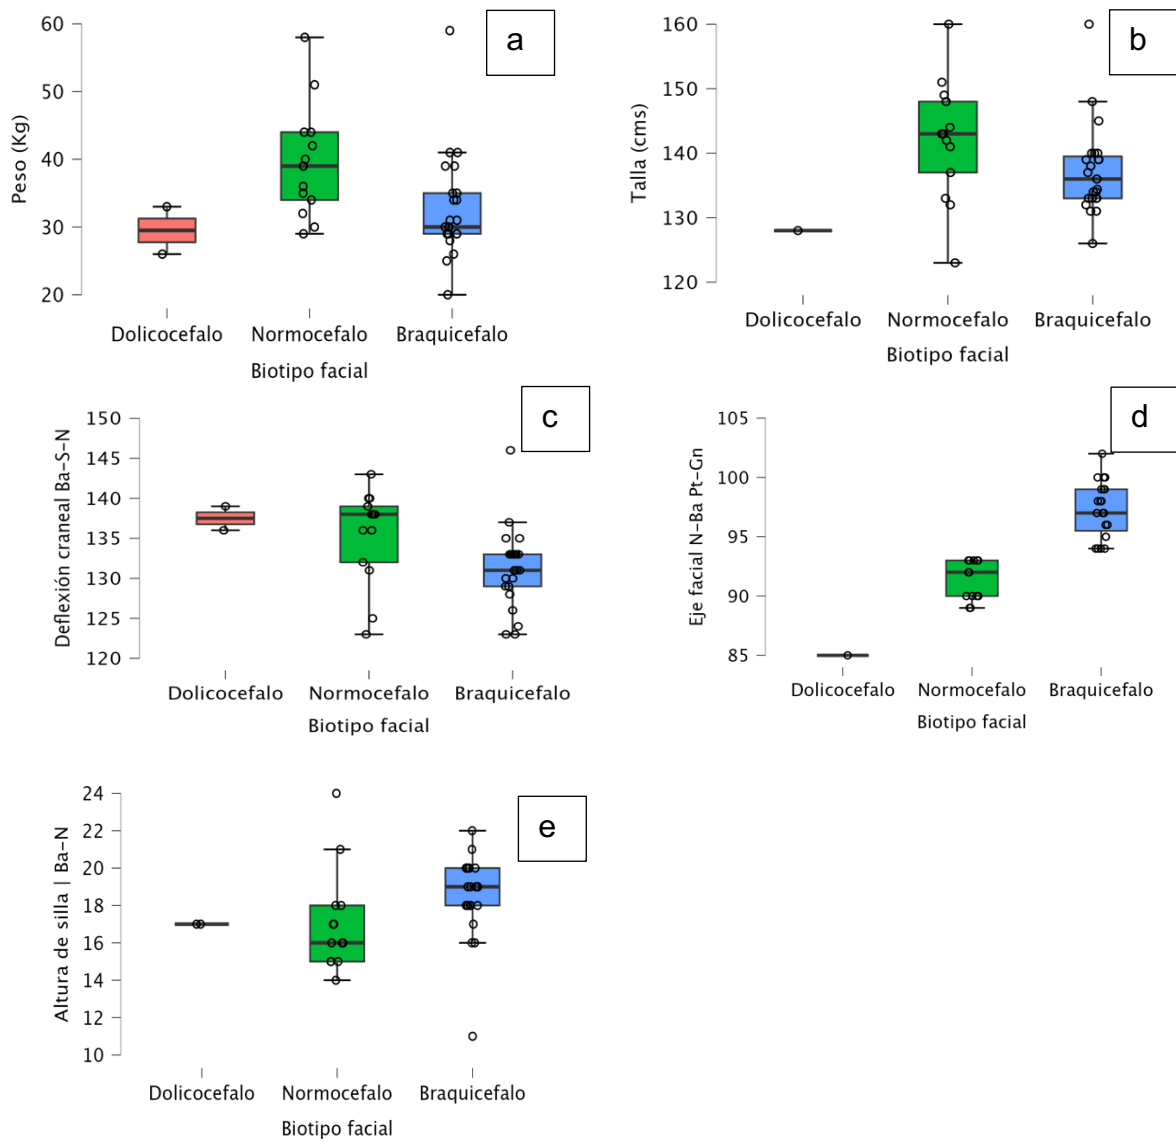 a
Peso (Kg)
60
50
40
30
20
Dolicocefalo Normocefalo Braquicefalo
Biotipo facial
b
Talla (cms)
160
150
140
130
120
Dolicocefalo Normocefalo Braquicefalo
Biotipo facial
c
Deflexión craneal Ba-S-N
150
145
140
135
130
125
120
Dolicocefalo Normocefalo Braquicefalo
Biotipo facial
d
Eje facial N-Ba Pt-Gn
105
100
95
90
85
Dolicocefalo Normocefalo Braquicefalo
Biotipo facial
e
Altura de silla | Ba-N
24
22
20
18
16
14
12
10
Dolicocefalo Normocefalo Braquicefalo
Biotipo facial